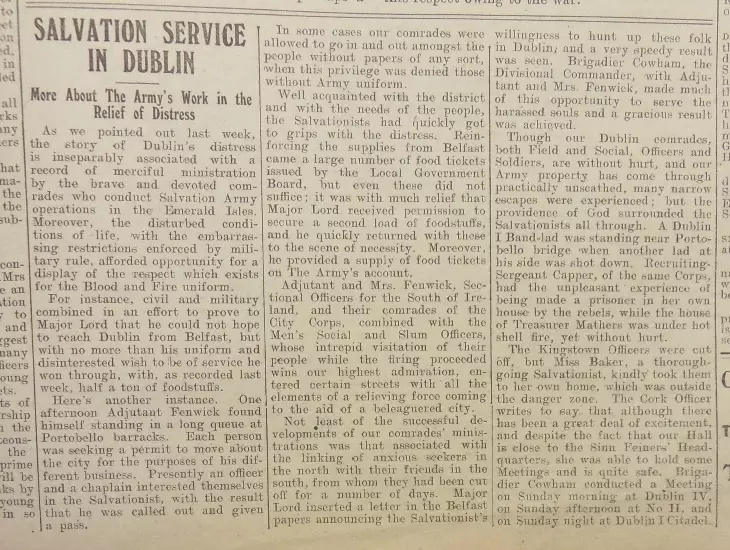 SALVATION SERVICE
IN DUBLIN
More About The Army's Work in the
Relief of Distress
As we pointed out last week,
the story of Dublin's distress
is inseparably associated with a
record of merciful ministration
by the brave and devoted com-
rades who conduct Salvation Army
operations in the Emerald Isles.
Moreover, the disturbed condi-
tions of life, with the embarras-
sing restrictions enforced by mili-
tary rule, afforded opportunity for a
display of the respect which exists
for the Blood and Fire uniform.
For instance, civil and military
combined in an effort to prove to
Major Lord that he could not hope
to reach Dublin from Belfast, but
with no more than his uniform and
disinterested wish to be of service he
won through, with, as recorded last
week, half a ton of foodstuffs.
Here's another instance. One
afternoon Adjutant Fenwick found
himself standing in a long queue at
Portobello barracks. Each person
was seeking a permit to move about
the city for the purposes of his dif-
ferent business. Presently an officer
and a chaplain interested themselves
in the Salvationist, with the result
that he was called out and given
a pass.
In some cases our comrades were
allowed to go in and out amongst the
people without papers of any sort,
when this privilege was denied those
without Army uniform.
Well acquainted with the district
and with the needs of the people,
the Salvationists had quickly got
to grips with the distress. Rein-
forcing the supplies from Belfast
came a large number of food tickets
issued by the Local Government
Board, but even these did not
suffice; it was with much relief that
Major Lord received permission to
secure a second load of foodstuffs,
and he quickly returned with these
to the scene of necessity. Moreover,
he provided a supply of food tickets
on The Army's account.
Adjutant and Mrs. Fenwick, Sec-
tional Officers for the South of Ire-
land, and their comrades of the
City Corps, combined with the
Men's Social and Slum Officers,
whose intrepid visitation of their
people while the firing proceeded
wins our highest admiration, en-
tered certain streets with all the
elements of a relieving force coming
to the aid of a beleaguered city.
Not least of the successful de-
velopments of our comrades' minis-
trations was that associated with
the linking of anxious seekers in
the north with their friends in the
south, from whom they had been cut
off for a number of days. Major
Lord inserted a letter in the Belfast
papers announcing the Salvationist's
willingness to hunt up these folk
in Dublin, and a very speedy result
was seen. Brigadier Cowham, the
Divisional Commander, with Adju-
tant and Mrs. Fenwick, made much
of this opportunity to serve the
harassed souls and a gracious result
was achieved.
Though our Dublin comrades,
both Field and Social, Officers and
Soldiers, are without hurt, and our
Army property has come through
practically unscathed, many narrow
escapes were experienced; but the
providence of God surrounded the
Salvationists all through. A Dublin
I Band-lad was standing near Porto-
bello bridge when another lad at
his side was shot down. Recruiting-
Sergeant Capper, of the same Corps,
had the unpleasant experience of
being made a prisoner in her own
house by the rebels, while the house
of Treasurer Mathers was under hot
shell fire, yet without hurt.
The Kingstown Officers were cut
off, but Miss Baker, a thorough-
going Salvationist, kindly took them
to her own home, which was outside
the danger zone. The Cork Officer
writes to say that although there
has been a great deal of excitement,
and despite the fact that our Hall
is close to the Sinn Feiners' Head-
quarters, she was able to hold some
Meetings and is quite safe. Briga-
dier Cowham conducted a Meeting
on Sunday morning at Dublin IV,
on Sunday afternoon at No II, and
on Sunday night at Dublin I Citadel.